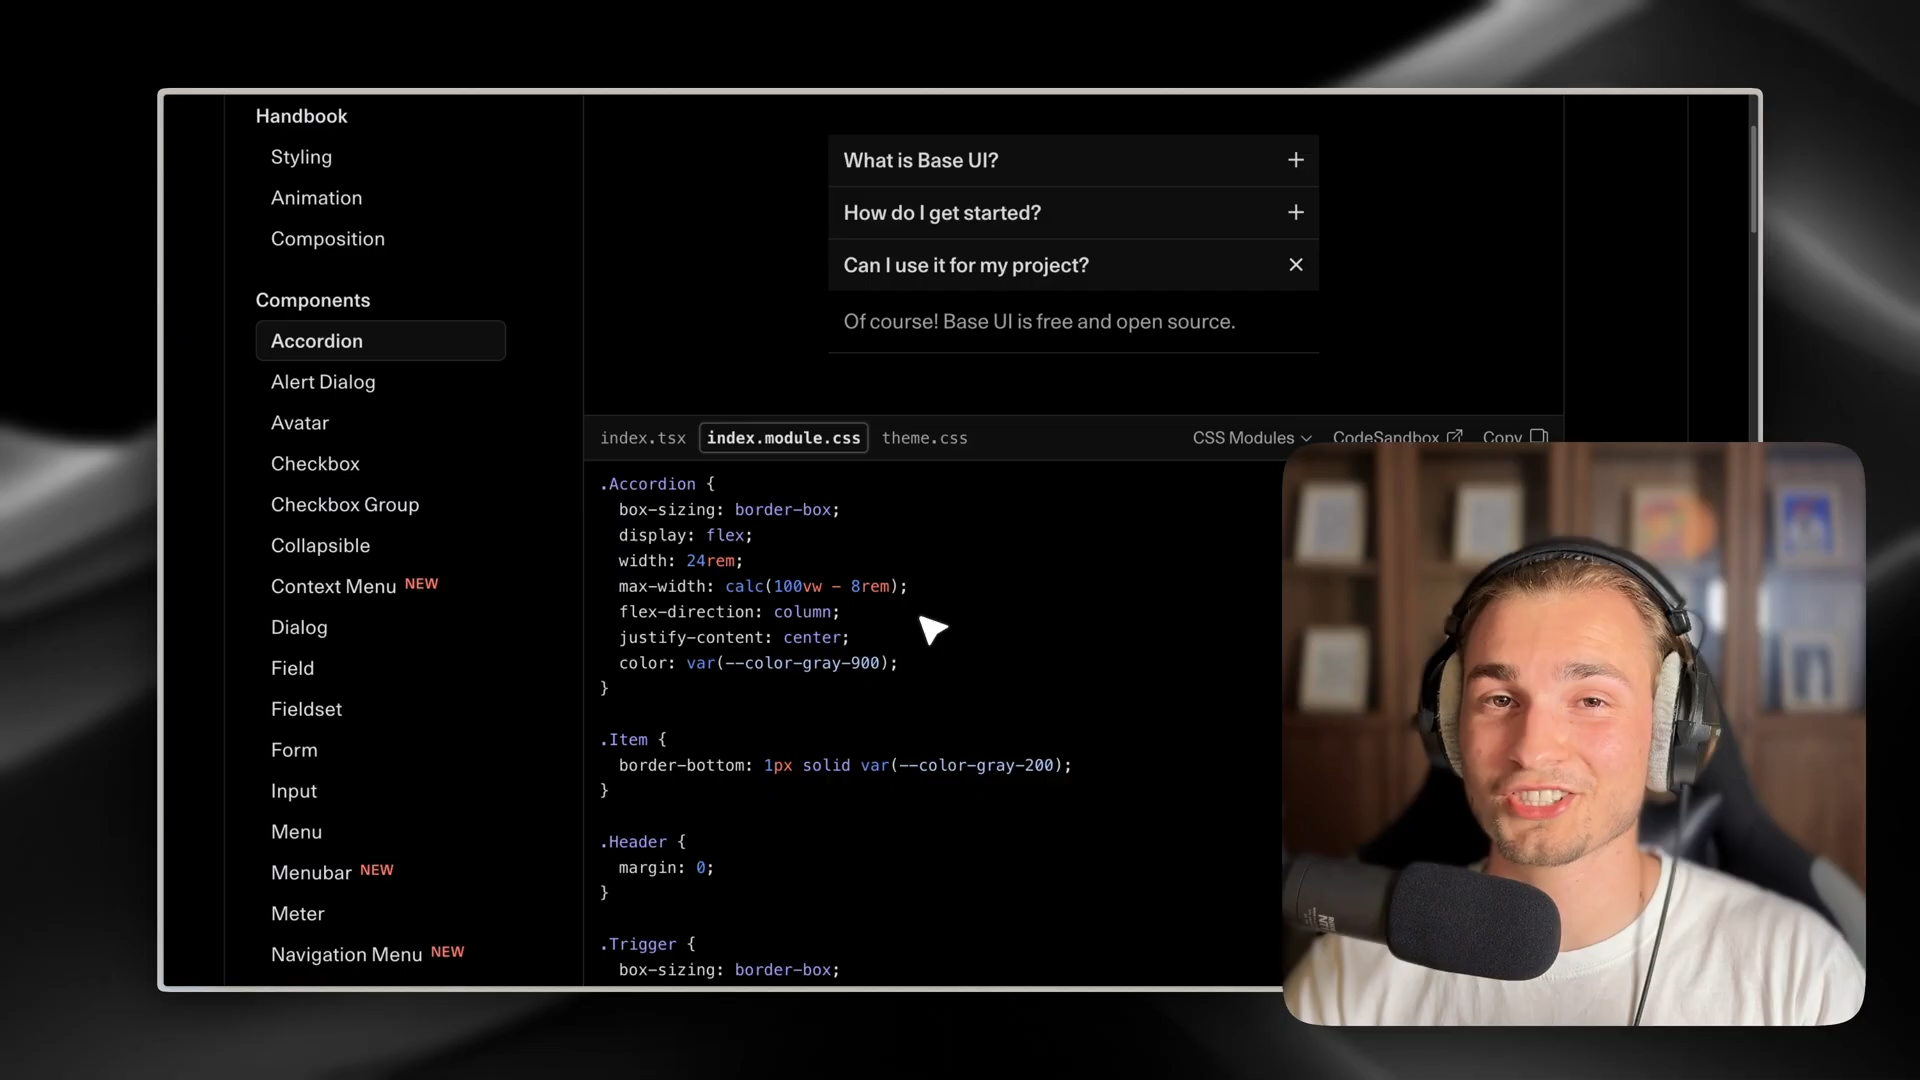 Handbook
Styling
Animation
Composition
Components
Accordion
Alert Dialog
Avatar
Checkbox
Checkbox Group
Collapsible
Context Menu NEW
Dialog
Field
Fieldset
Form
Input
Menu
Menubar NEW
Meter
Navigation Menu NEW
What is Base UI?
How do I get started?
Can I use it for my project?
Of course! Base UI is free and open source.
index.tsx index.module.css theme.css CSS Modules CodeSandbox Copy
.Accordion {
box-sizing: border-box;
display: flex;
width: 24rem;
max-width: calc(100vw - 8rem);
flex-direction: column;
justify-content: center;
color: var(--color-gray-900);
}
.Item {
border-bottom: 1px solid var(--color-gray-200);
}
.Header {
margin: 0;
}
.Trigger {
box-sizing: border-box;